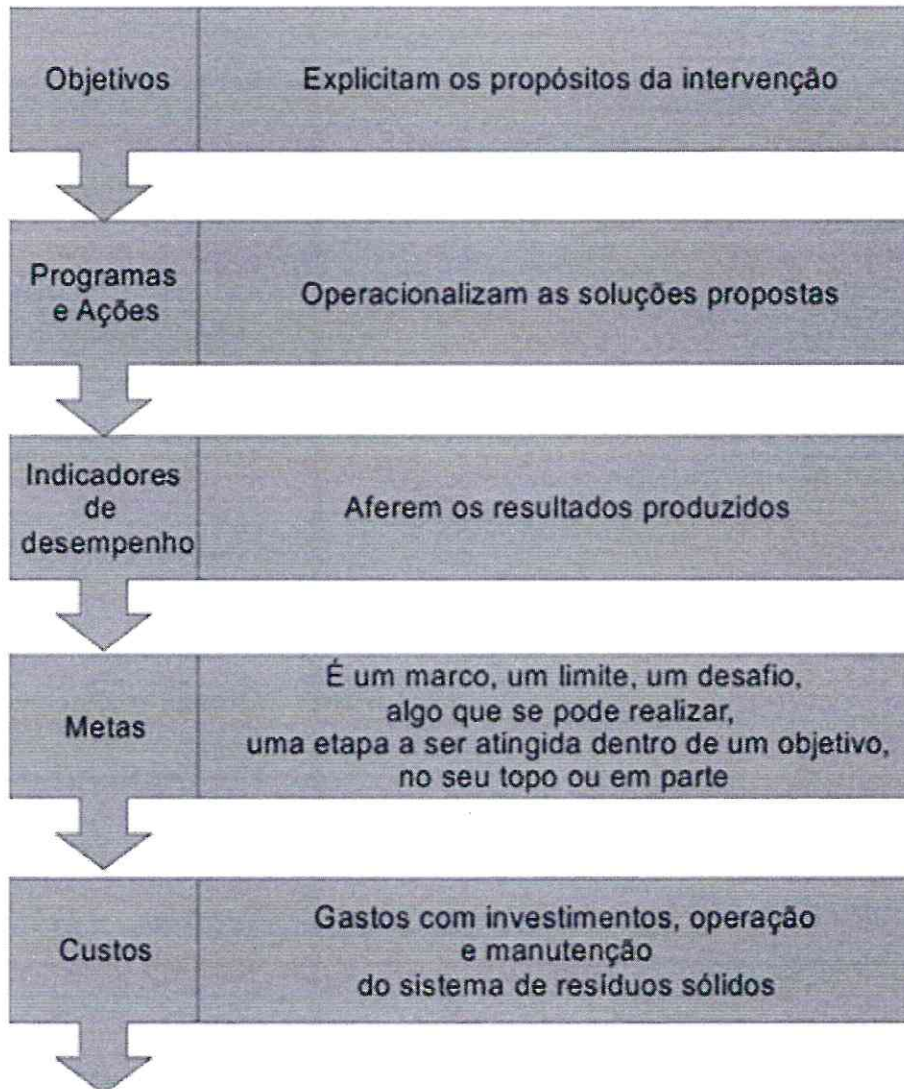 Objetivos
Explicitam os propósitos da intervenção
Programas
e Ações
Operacionalizam as soluções propostas
Indicadores
de
desempenho
Aferem os resultados produzidos
Metas
É um marco, um limite, um desafio,
algo que se pode realizar,
uma etapa a ser atingida dentro de um objetivo,
no seu topo ou em parte
Custos
Gastos com investimentos, operação
e manutenção
do sistema de resíduos sólidos